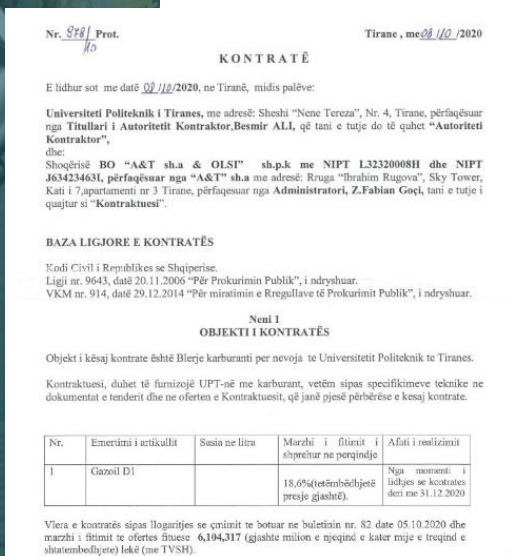 Nr. 978/10 Prot. Tirane , me 08/10/2020
KONTRATË
E lidhur sot me datë 08/10/2020, ne Tiranë, midis palëve:
Universiteti Politeknik i Tiranes, me adresë: Sheshi “Nene Tereza”, Nr. 4, Tirane, përfaqësuar
nga Titullari i Autoritetit Kontraktor,Besmir ALI, që tani e tutje do të quhet “Autoriteti
Kontraktor”,
dhe:
Shoqërisë BO “A&T sh.a & OLSI” sh.p.k me NIPT L32320008H dhe NIPT
J63423463I, përfaqësuar nga “A&T” sh.a me adresë: Rruga “Ibrahim Rugova”, Sky Tower,
Kati i 7,apartamenti nr 3 Tirane, përfaqesuar nga Administratori, Z.Fabian Goçi, tani e tutje i
quajtur si “Kontraktuesi”.
BAZA LIGJORE E KONTRATËS
Kodi Civil i Republikes se Shqiperise.
Ligji nr. 9643, datë 20.11.2006 “Për Prokurimin Publik”, i ndryshuar.
VKM nr. 914, datë 29.12.2014 “Për miratimin e Rregullave të Prokurimit Publik”, i ndryshuar.
Neni 1
OBJEKTI I KONTRATËS
Objekt i kësaj kontrate është Blerje karburanti per nevoja te Universitetit Politeknik te Tiranes.
Kontraktuesi, duhet të furnizojë UPT-në me karburant, vetëm sipas specifikimeve teknike ne
dokumentat e tenderit dhe ne oferten e Kontraktuesit, që janë pjesë përbërëse e kesaj kontrate.
Nr. Emertimi i artikullit Sasia ne litra Marzhi i fitimit i shprehur ne perqindje Afati i realizimit
1 Gazoil D1 18,6%(tetëmbëdhjetë presje gjashtë). Nga momenti i lidhjes se kontrates deri me 31.12.2020
Vlera e kontratës sipas llogaritjes se çmimit te botuar ne buletinin nr. 82 date 05.10.2020 dhe
marzhi i fitimit te ofertes fituese 6,104,317 (gjashte milion e njeqind e kater mije e treqind e
shtatembedhjete) lekë (me TVSH).